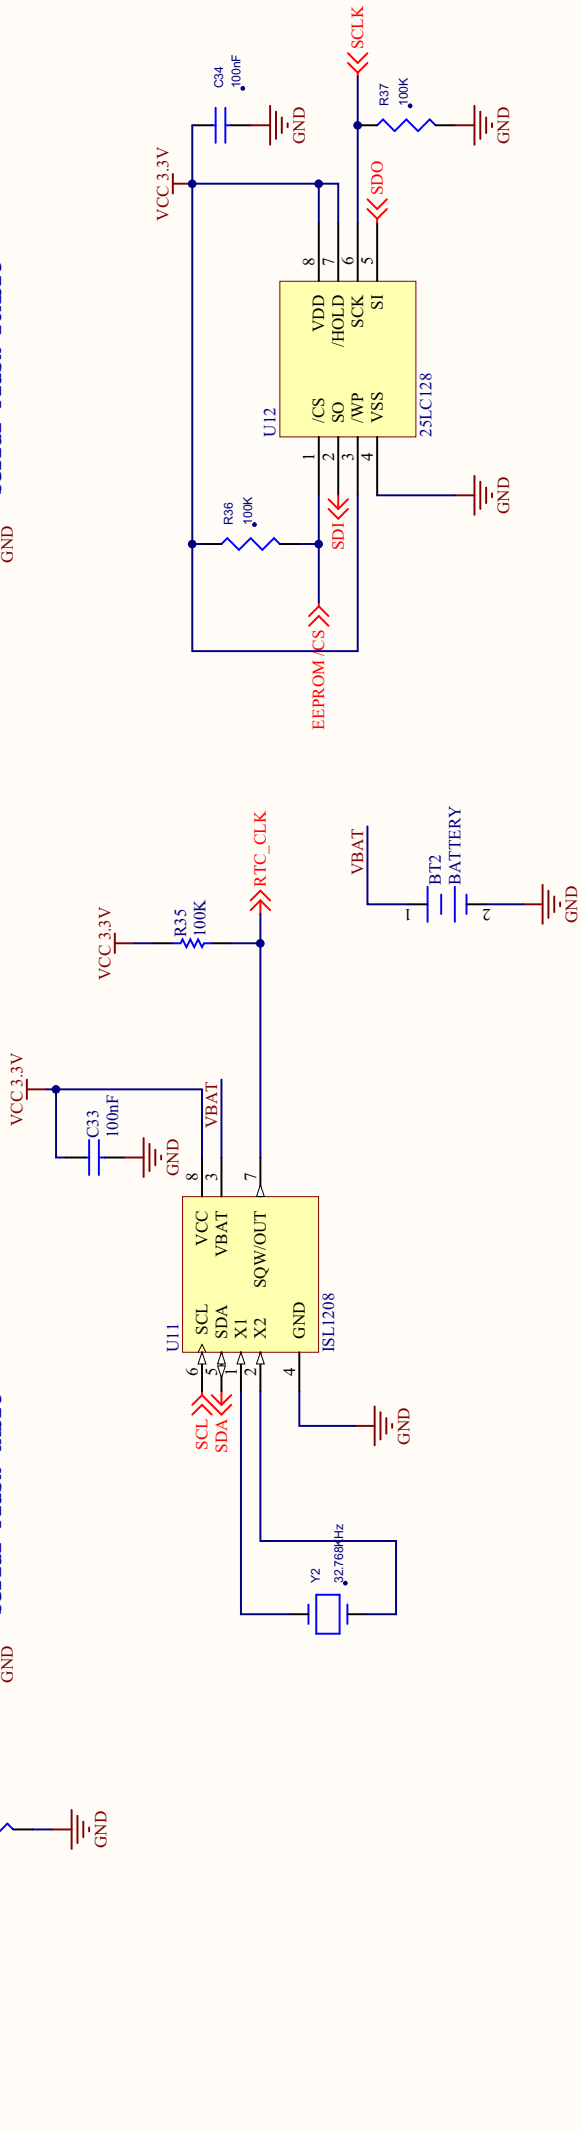 GND
GND
Y2
32.768KHz
SCL
SDA
6
5
1
2
4
U11
SCL
SDA
X1
X2
GND
VCC
VBAT
SQW/OUT
ISL1208
8
3
7
GND
VCC 3.3V
C33
100nF
GND
VBAT
VCC 3.3V
R35
100K
RTC_CLK
VBAT
BT2
BATTERY
1
2
GND
GND
EEPROM /CS
R36
100K
SDI
1
2
3
4
GND
U12
/CS
SO
/WP
VSS
VDD
/HOLD
SCK
SI
25LC128
8
7
6
5
VCC 3.3V
C34
100nF
GND
SDO
SCLK
R37
100K
GND